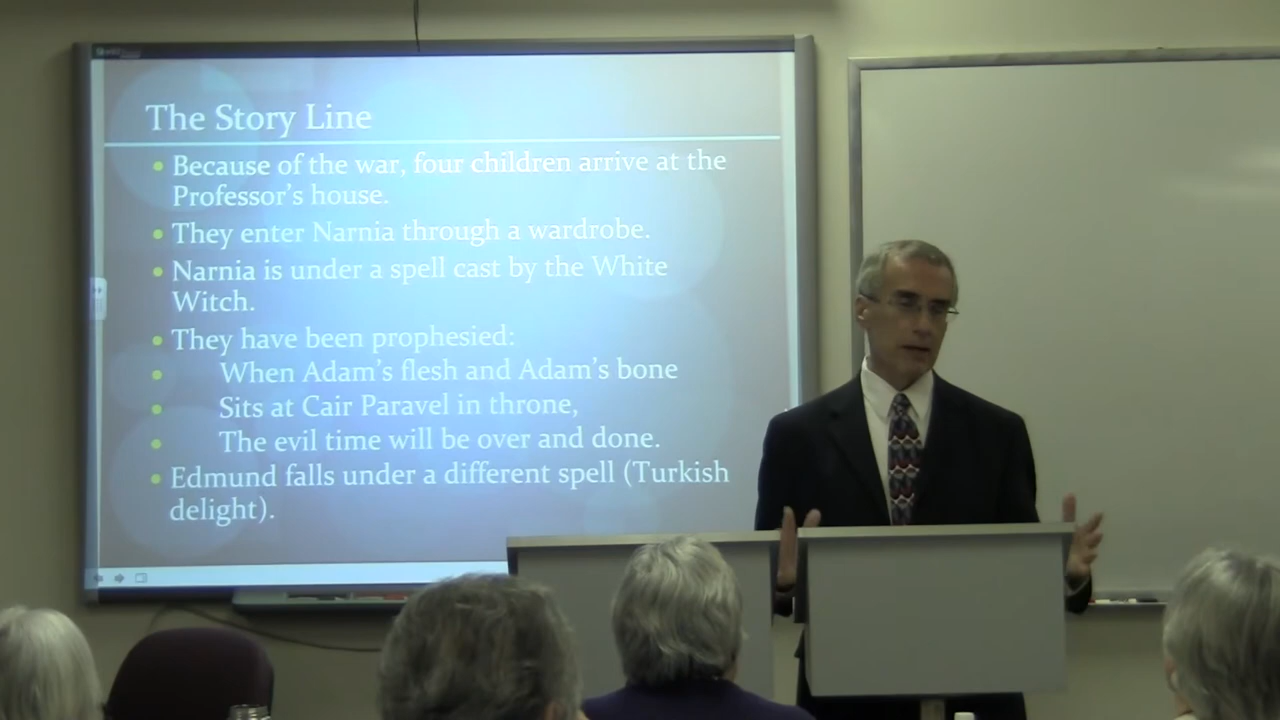 The Story Line
• Because of the war, four children arrive at the
Professor's house.
• They enter Narnia through a wardrobe.
• Narnia is under a spell cast by the White
Witch.
• They have been prophesied:
• When Adam's flesh and Adam's bone
• Sits at Cair Paravel in throne,
• The evil time will be over and done.
• Edmund falls under a different spell (Turkish
delight).